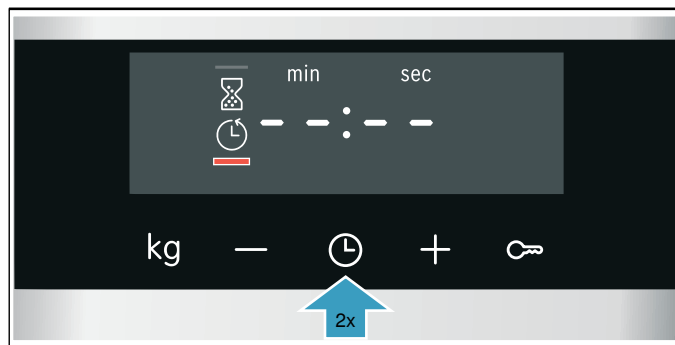 min sec
--:--
kg − +
2x